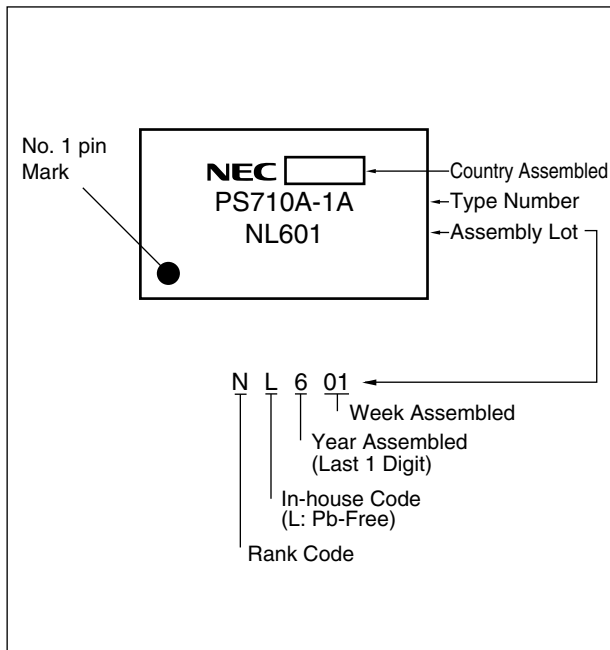 No. 1 pin
Mark
NEC
Country Assembled
PS710A-1A
Type Number
NL601
Assembly Lot
N L 6 01
Week Assembled
Year Assembled
(Last 1 Digit)
In-house Code
(L: Pb-Free)
Rank Code